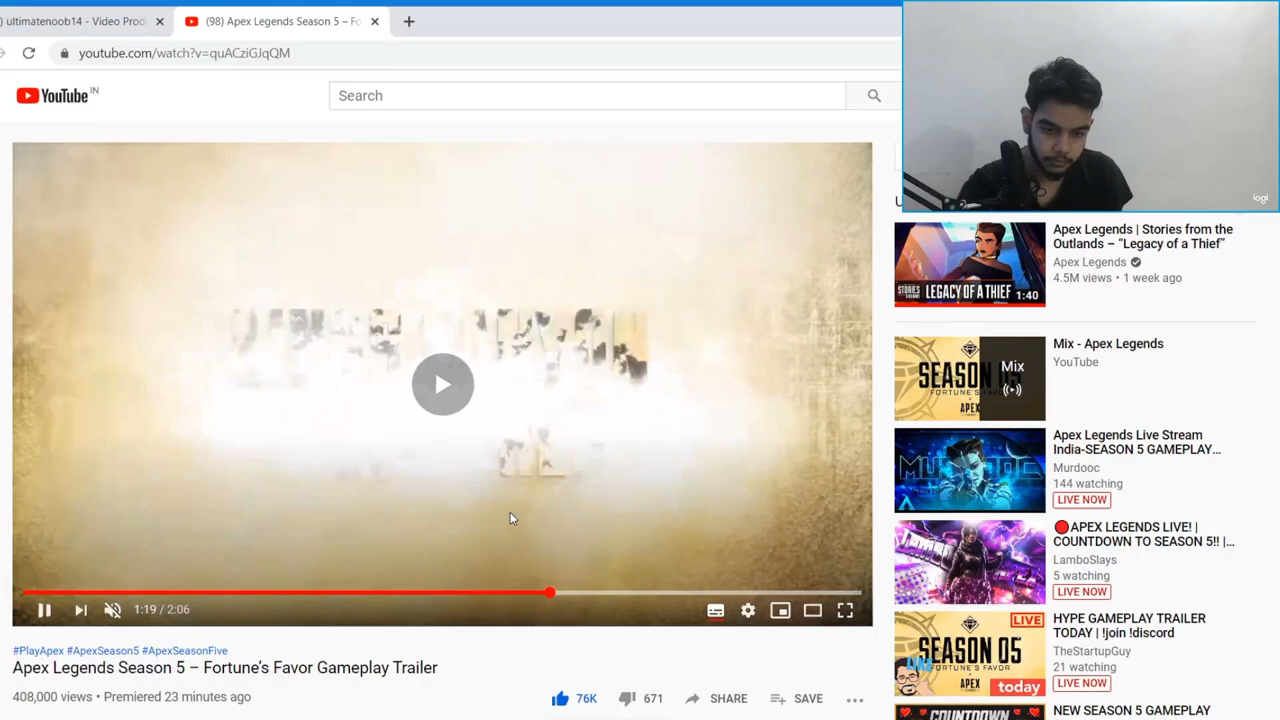 ) ultimatenoob14 - Video Prod
(98) Apex Legends Season 5 – Fo
youtube.com/watch?v=quACziGJqQM
YouTube IN
Search
logi
Apex Legends | Stories from the
Outlands – “Legacy of a Thief”
Apex Legends
4.5M views • 1 week ago
STORIES
LEGACY OF A THIEF
1:40
Mix - Apex Legends
YouTube
SEASON 05
FORTUNE'S FAVOR
APEX
Mix
Apex Legends Live Stream
India-SEASON 5 GAMEPLAY...
Murdooc
144 watching
LIVE NOW
MURDOOC
APEX LEGENDS LIVE! |
COUNTDOWN TO SEASON 5!! |...
LamboSlays
5 watching
LIVE NOW
HYPE GAMEPLAY TRAILER
TODAY | !join !discord
TheStartupGuy
21 watching
LIVE NOW
LIVE
SEASON 05
FORTUNE'S FAVOR
APEX
today
COUNTDOWN
NEW SEASON 5 GAMEPLAY
1:19 / 2:06
#PlayApex #ApexSeason5 #ApexSeasonFive
Apex Legends Season 5 – Fortune’s Favor Gameplay Trailer
408,000 views • Premiered 23 minutes ago
76K
671
SHARE
SAVE